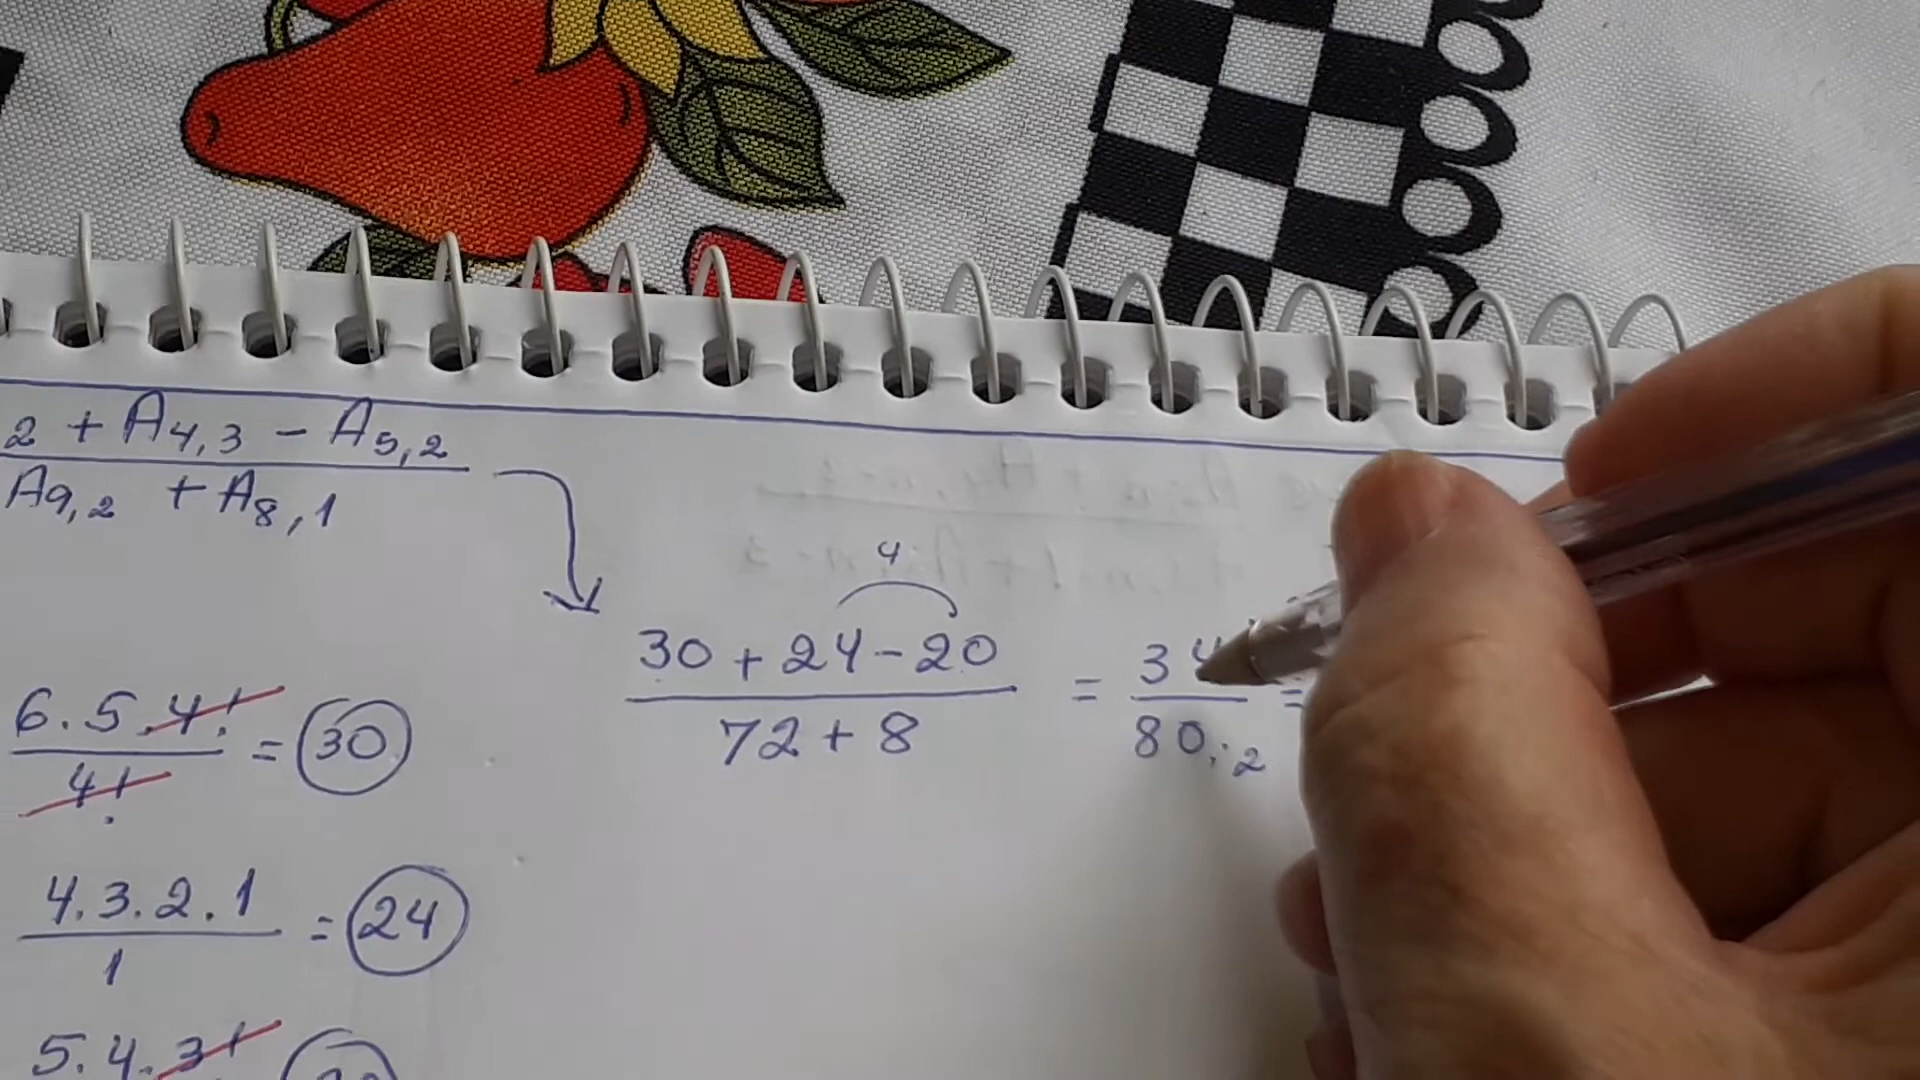 2 + A4,3 - A5,2
A9,2 + A8,1
4
30 + 24 - 20
72 + 8
= 34 =
80 :2
6.5.4!
4!
= 30
4.3.2.1
1
= 24
5.4.3!